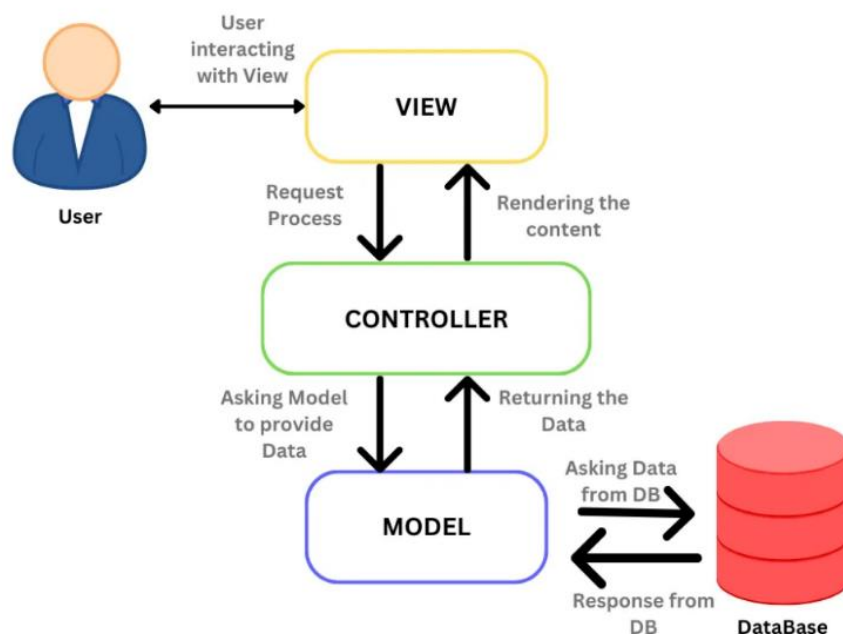 User
interacting
with View
VIEW
User
Request
Process
Rendering the
content
CONTROLLER
Asking Model
to provide
Data
Returning the
Data
MODEL
Asking Data
from DB
Response from
DB
DataBase